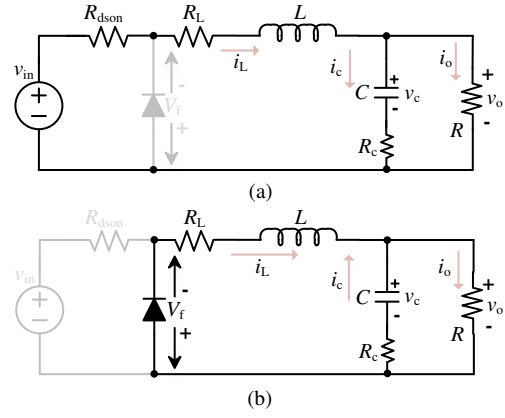 R_dson R_L L
v_in i_L i_c i_o
V_f C v_c v_o
R_c R
(a)
R_dson R_L L
v_in i_L i_c i_o
V_f C v_c v_o
R_c R
(b)